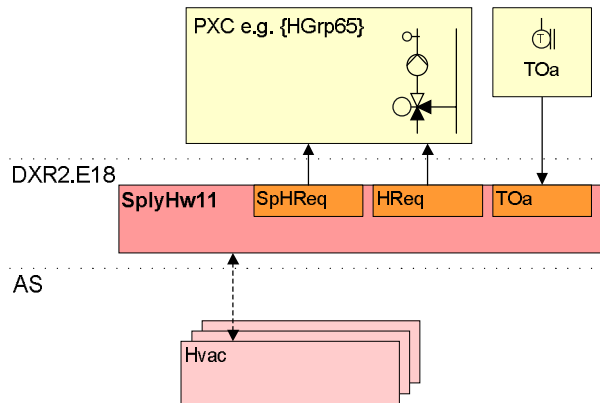 PXC e.g. {HGrp65}
T
TOa
DXR2.E18
SplyHw11 SpHReq HReq TOa
AS
Hvac